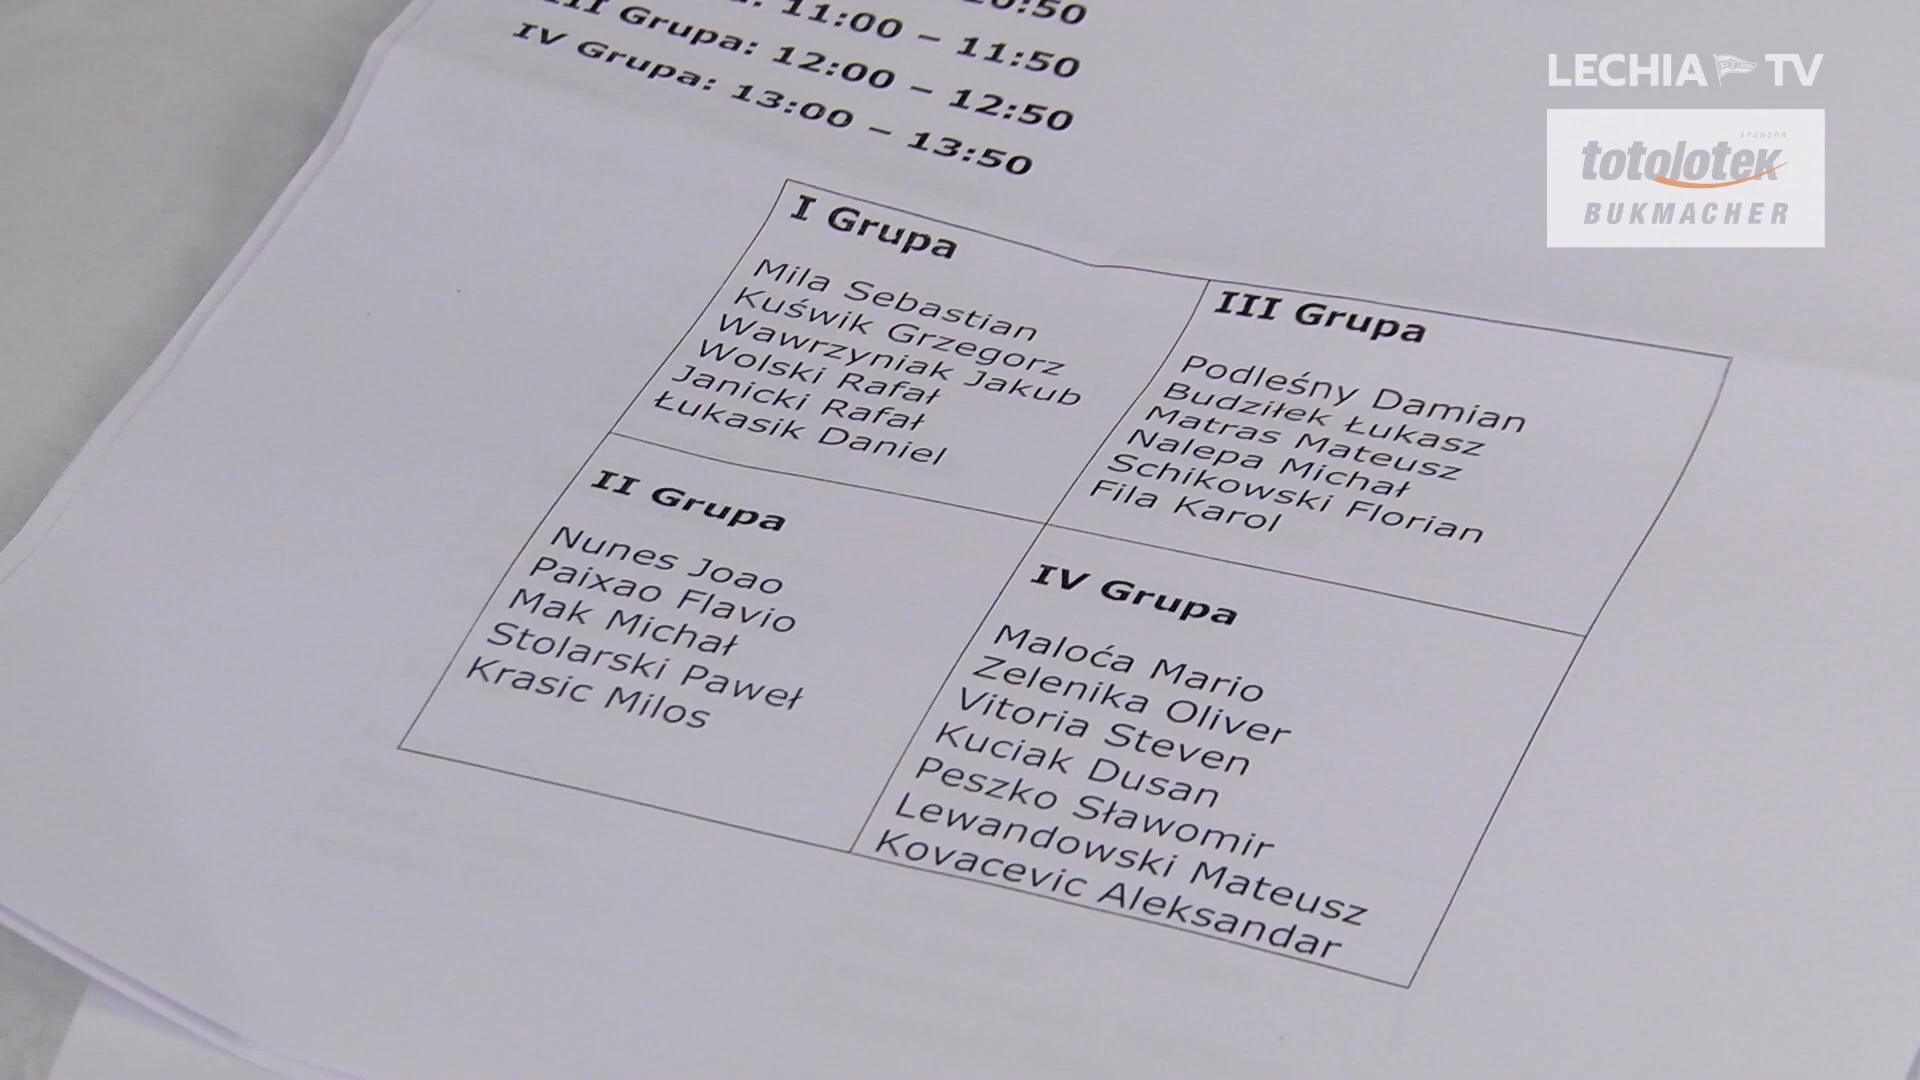 10:50
11:00 – 11:50
III Grupa: 12:00 – 12:50
IV Grupa: 13:00 – 13:50
I Grupa
Mila Sebastian
Kuświk Grzegorz
Wawrzyniak Jakub
Wolski Rafał
Janicki Rafał
Łukasik Daniel
II Grupa
Nunes Joao
Paixao Flavio
Mak Michał
Stolarski Paweł
Krasic Milos
III Grupa
Podleśny Damian
Budziłek Łukasz
Matras Mateusz
Nalepa Michał
Schikowski Florian
Fila Karol
IV Grupa
Maloća Mario
Zelenika Oliver
Vitoria Steven
Kuciak Dusan
Peszko Sławomir
Lewandowski Mateusz
Kovacevic Aleksandar
LECHIA TV
SPONSOR
totolotek
BUKMACHER